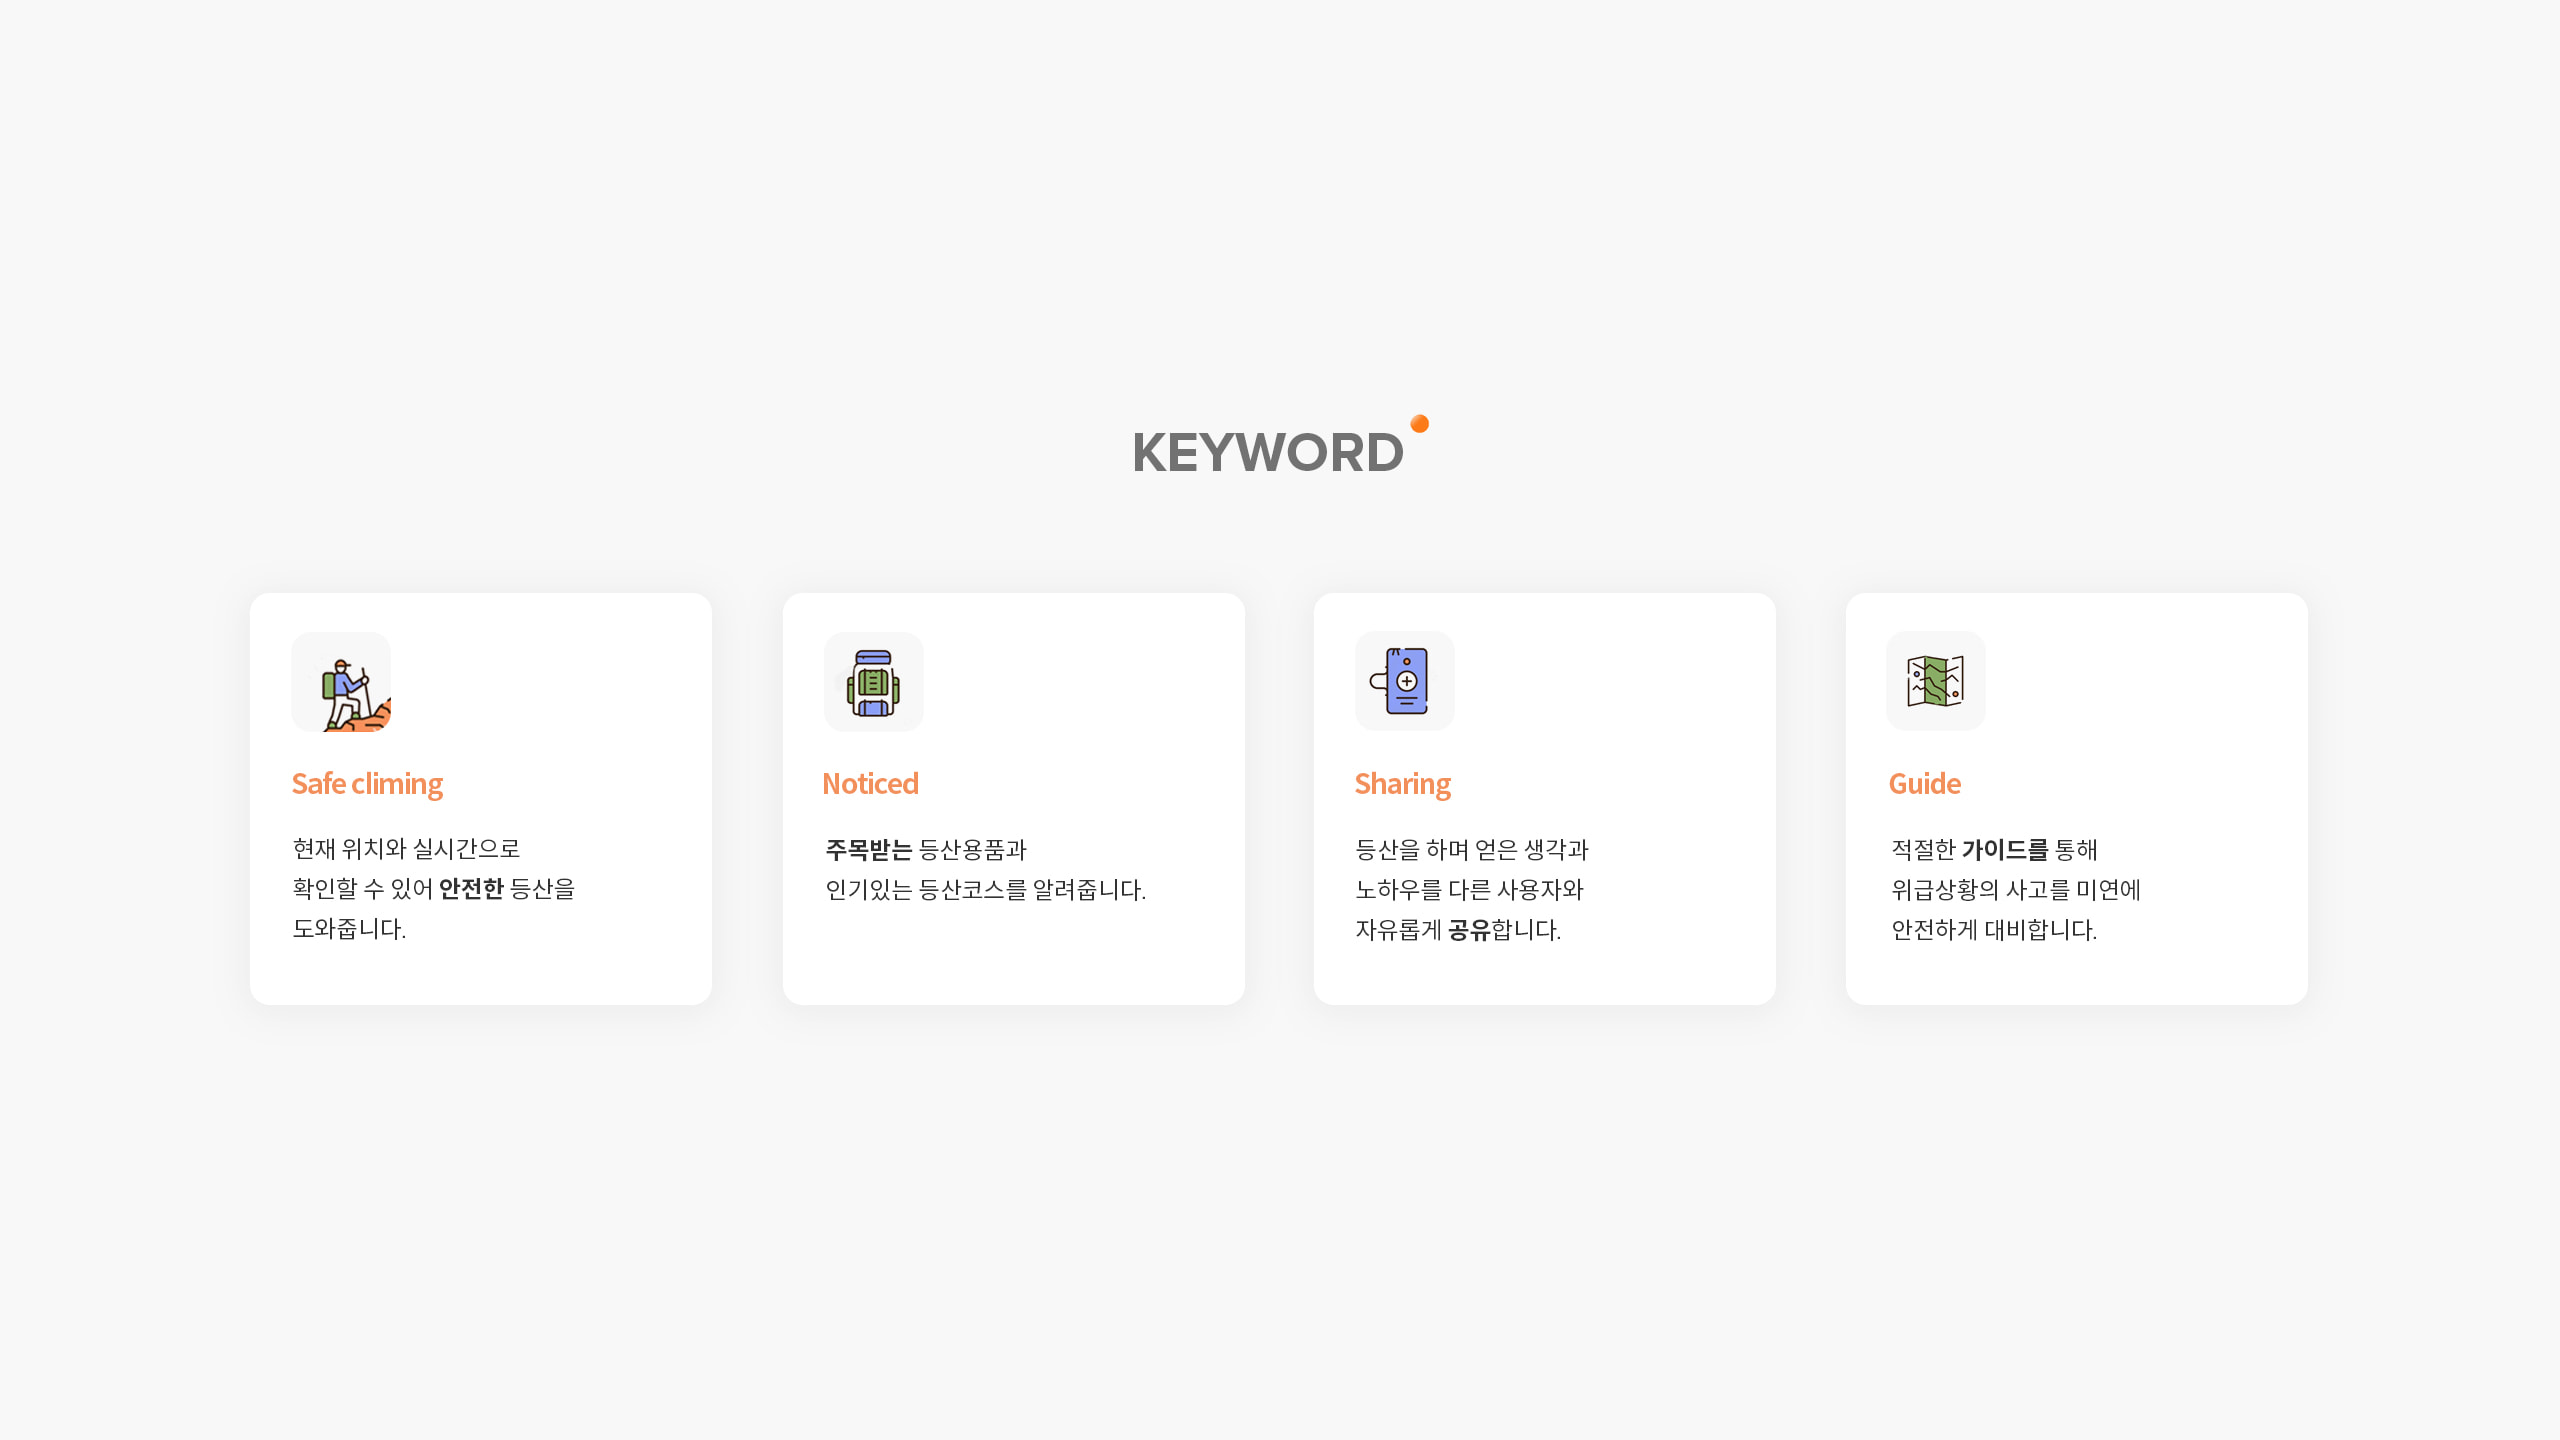 KEYWORD
Safe climing
현재 위치와 실시간으로
확인할 수 있어 안전한 등산을
도와줍니다.
Noticed
주목받는 등산용품과
인기있는 등산코스를 알려줍니다.
Sharing
등산을 하며 얻은 생각과
노하우를 다른 사용자와
자유롭게 공유합니다.
Guide
적절한 가이드를 통해
위급상황의 사고를 미연에
안전하게 대비합니다.